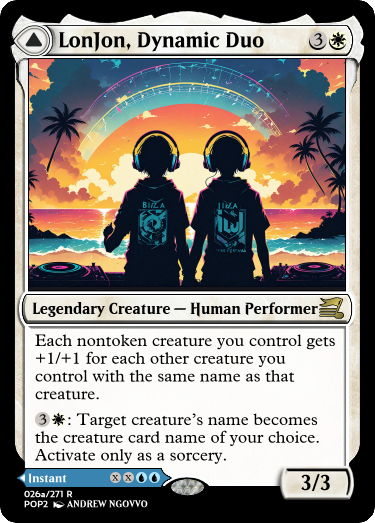 LonJon, Dynamic Duo 3
Legendary Creature — Human Performer
Each nontoken creature you control gets
+1/+1 for each other creature you
control with the same name as that
creature.
3: Target creature's name becomes
the creature card name of your choice.
Activate only as a sorcery.
Instant X X
3/3
026a/271 R
POP2 ANDREW NGOVVO